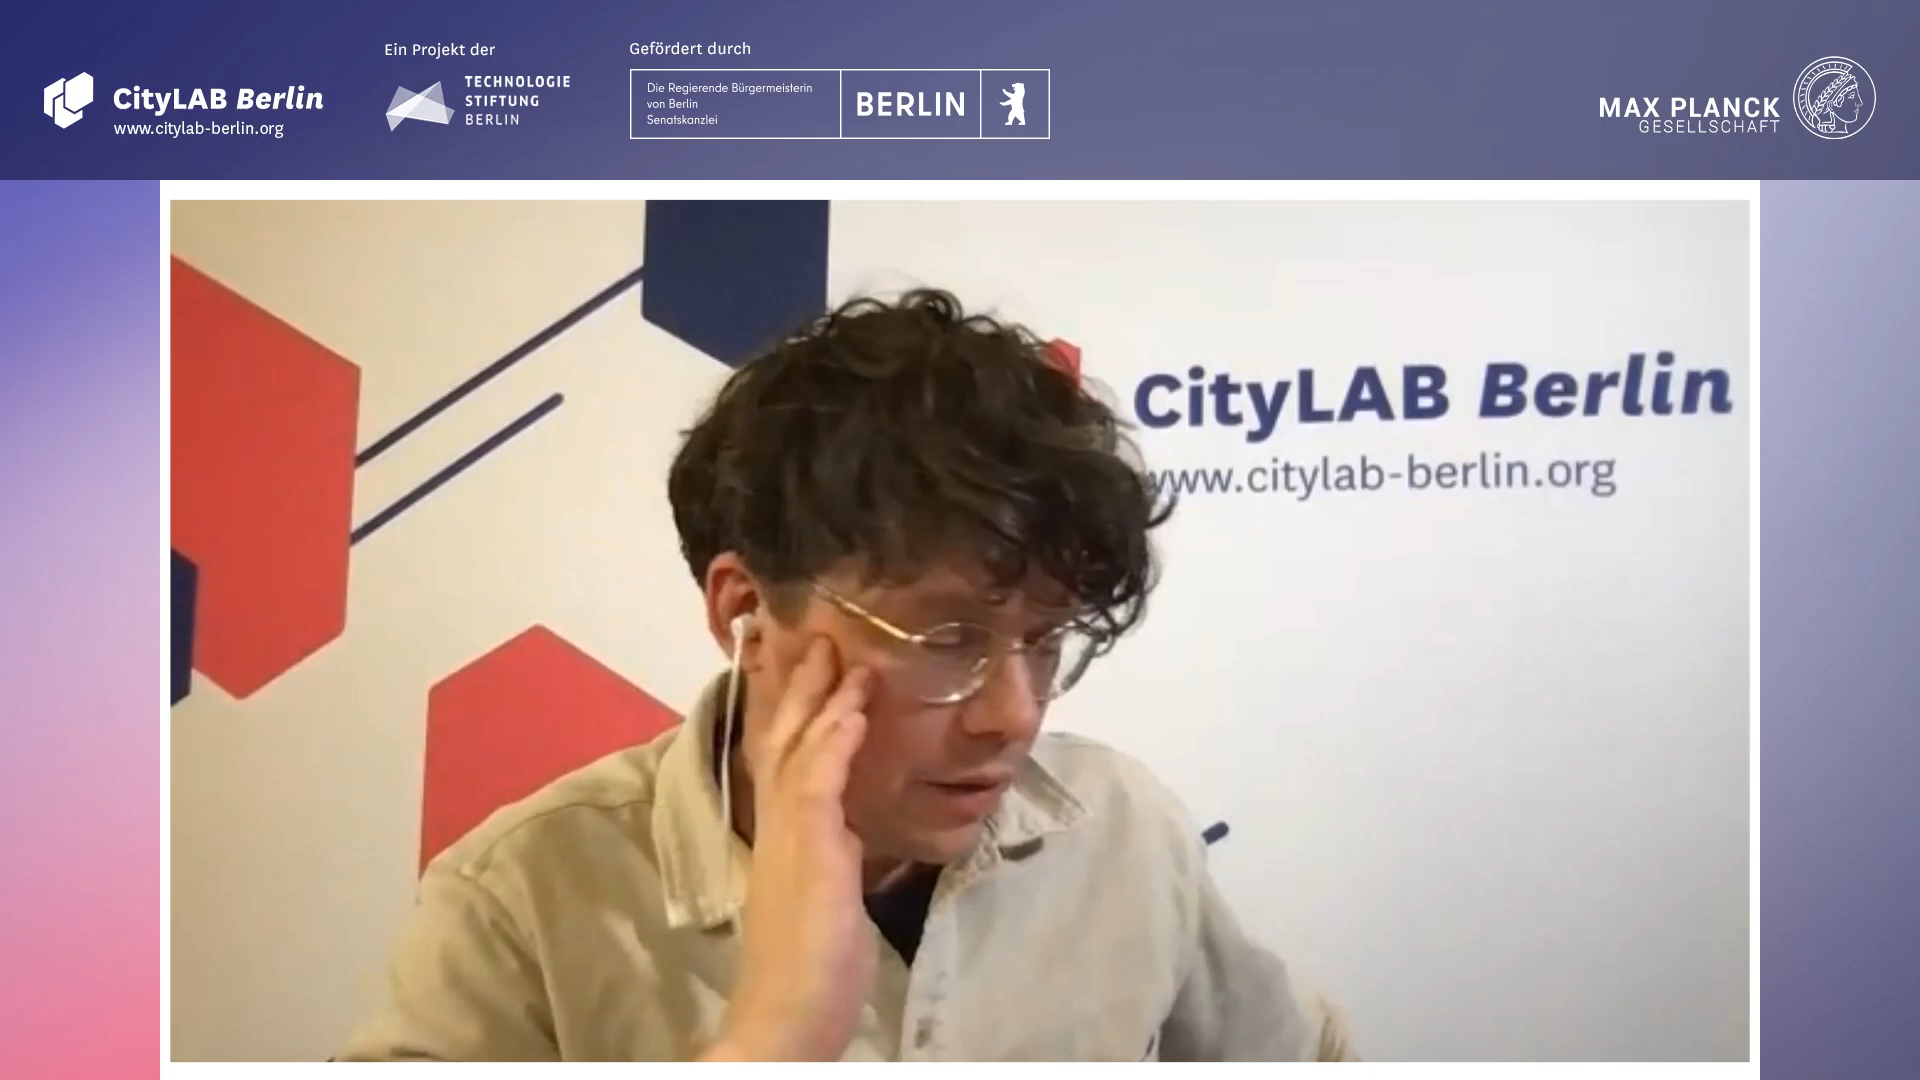 Ein Projekt der
Gefördert durch
CityLAB Berlin
www.citylab-berlin.org
TECHNOLOGIE
STIFTUNG
BERLIN
Die Regierende Bürgermeisterin
von Berlin
Senatskanzlei
BERLIN
MAX PLANCK
GESELLSCHAFT
CityLAB Berlin
www.citylab-berlin.org